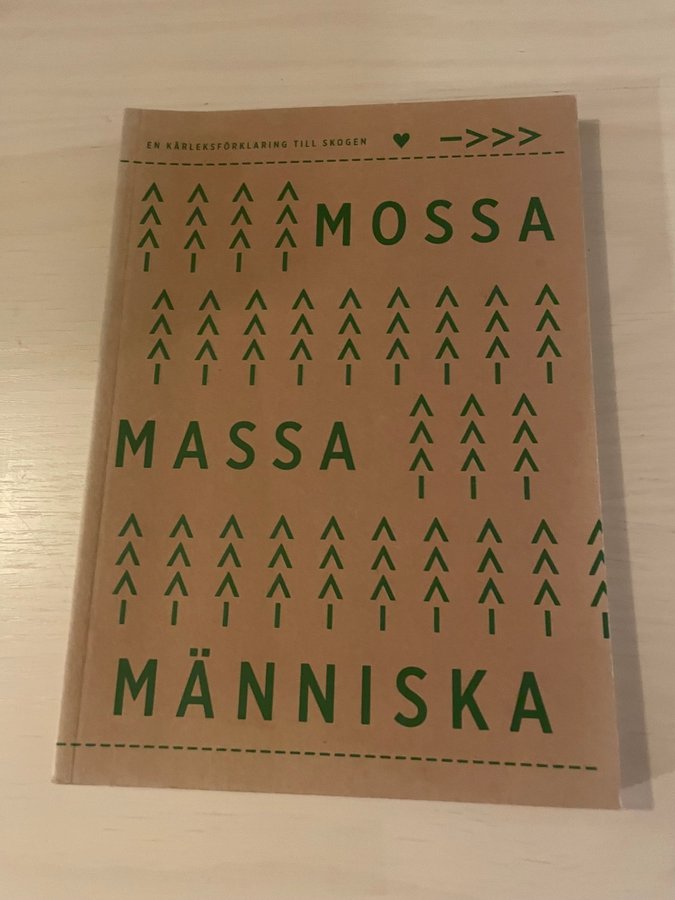 EN KÄRLEKSFÖRKLARING TILL SKOGEN
MOSSA
MASSA
MÄNNISKA